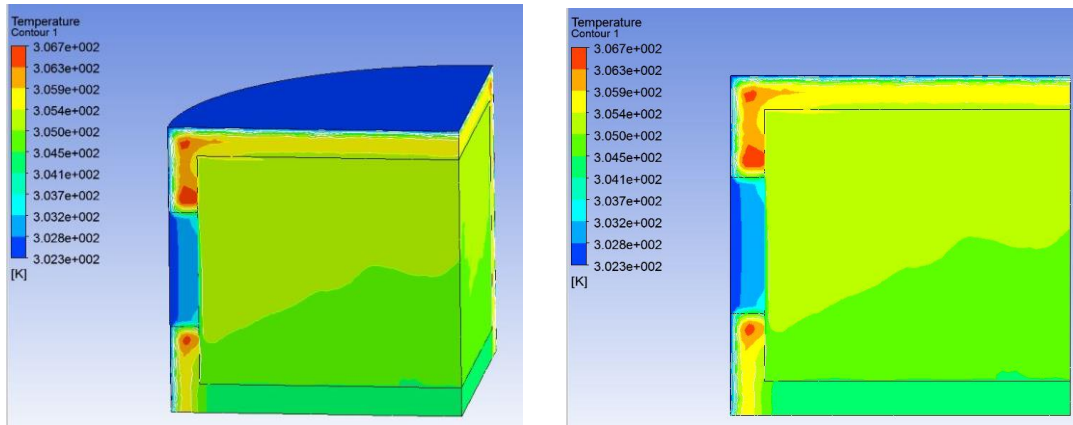 Temperature
Contour 1
3.067e+002
3.063e+002
3.059e+002
3.054e+002
3.050e+002
3.045e+002
3.041e+002
3.037e+002
3.032e+002
3.028e+002
3.023e+002
[K]
Temperature
Contour 1
3.067e+002
3.063e+002
3.059e+002
3.054e+002
3.050e+002
3.045e+002
3.041e+002
3.037e+002
3.032e+002
3.028e+002
3.023e+002
[K]